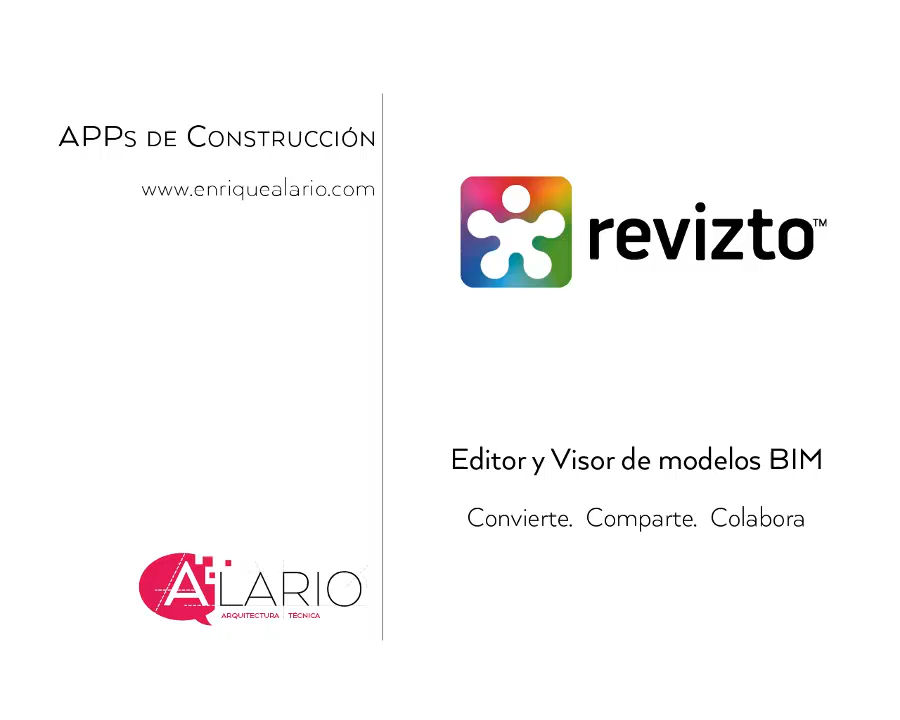 APPs de Construcción
www.enriquealario.com
revizto™
Editor y Visor de modelos BIM
Convierte. Comparte. Colabora
ALARIO
ARQUITECTURA | TÉCNICA